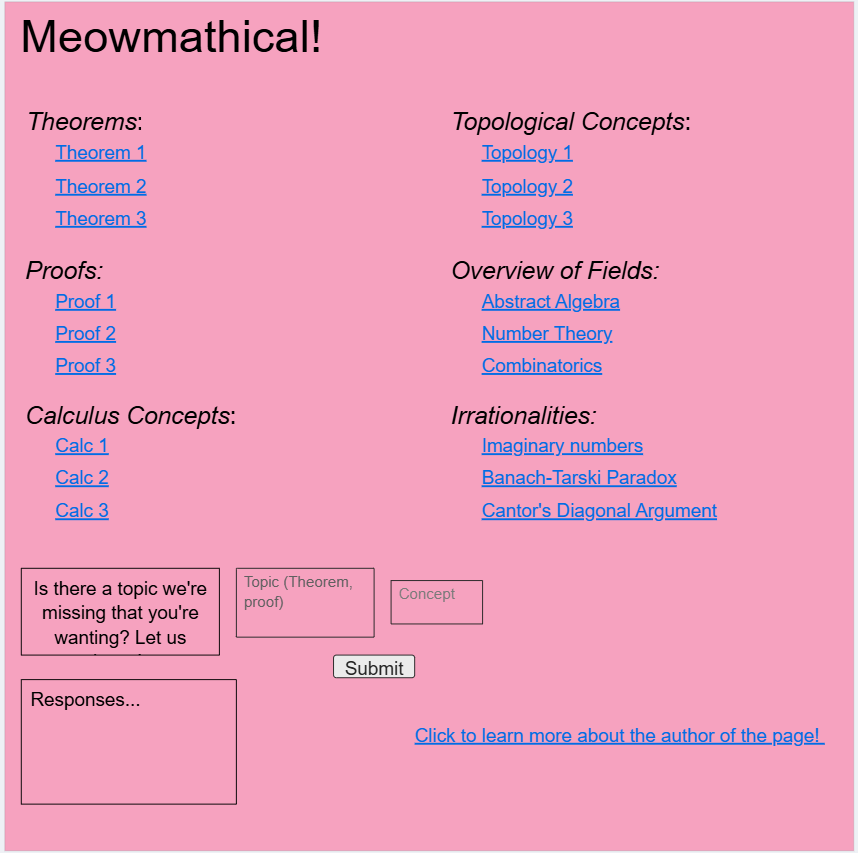 Meowmathical!
Theorems:
Theorem 1
Theorem 2
Theorem 3
Proofs:
Proof 1
Proof 2
Proof 3
Calculus Concepts:
Calc 1
Calc 2
Calc 3
Topological Concepts:
Topology 1
Topology 2
Topology 3
Overview of Fields:
Abstract Algebra
Number Theory
Combinatorics
Irrationalities:
Imaginary numbers
Banach-Tarski Paradox
Cantor's Diagonal Argument
Is there a topic we're
missing that you're
wanting? Let us
Topic (Theorem,
proof)
Concept
Submit
Responses...
Click to learn more about the author of the page!